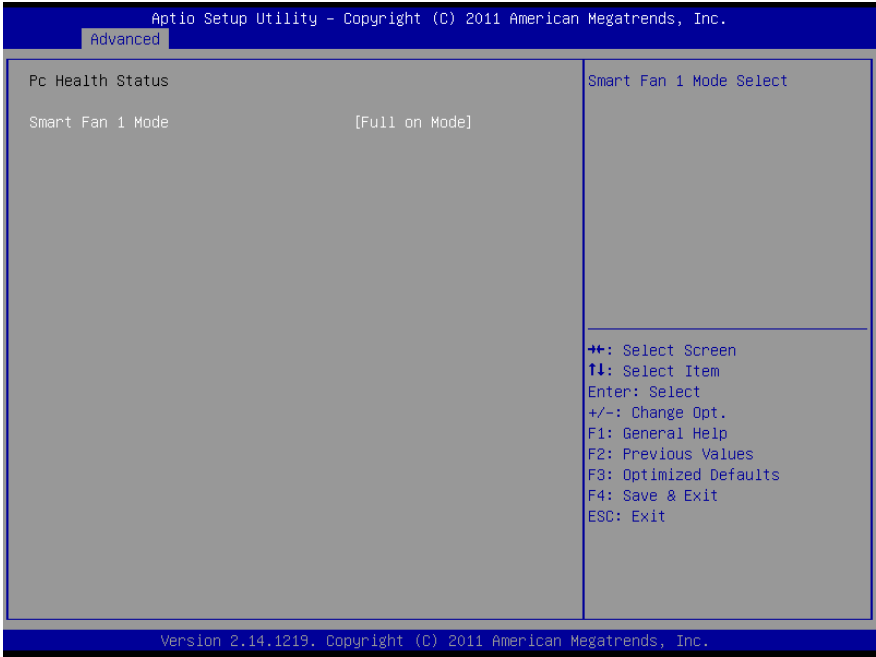 Aptio Setup Utility – Copyright (C) 2011 American Megatrends, Inc.
Advanced
Pc Health Status
Smart Fan 1 Mode [Full on Mode]
Smart Fan 1 Mode Select
→←: Select Screen
↑↓: Select Item
Enter: Select
+/-: Change Opt.
F1: General Help
F2: Previous Values
F3: Optimized Defaults
F4: Save & Exit
ESC: Exit
Version 2.14.1219. Copyright (C) 2011 American Megatrends, Inc.